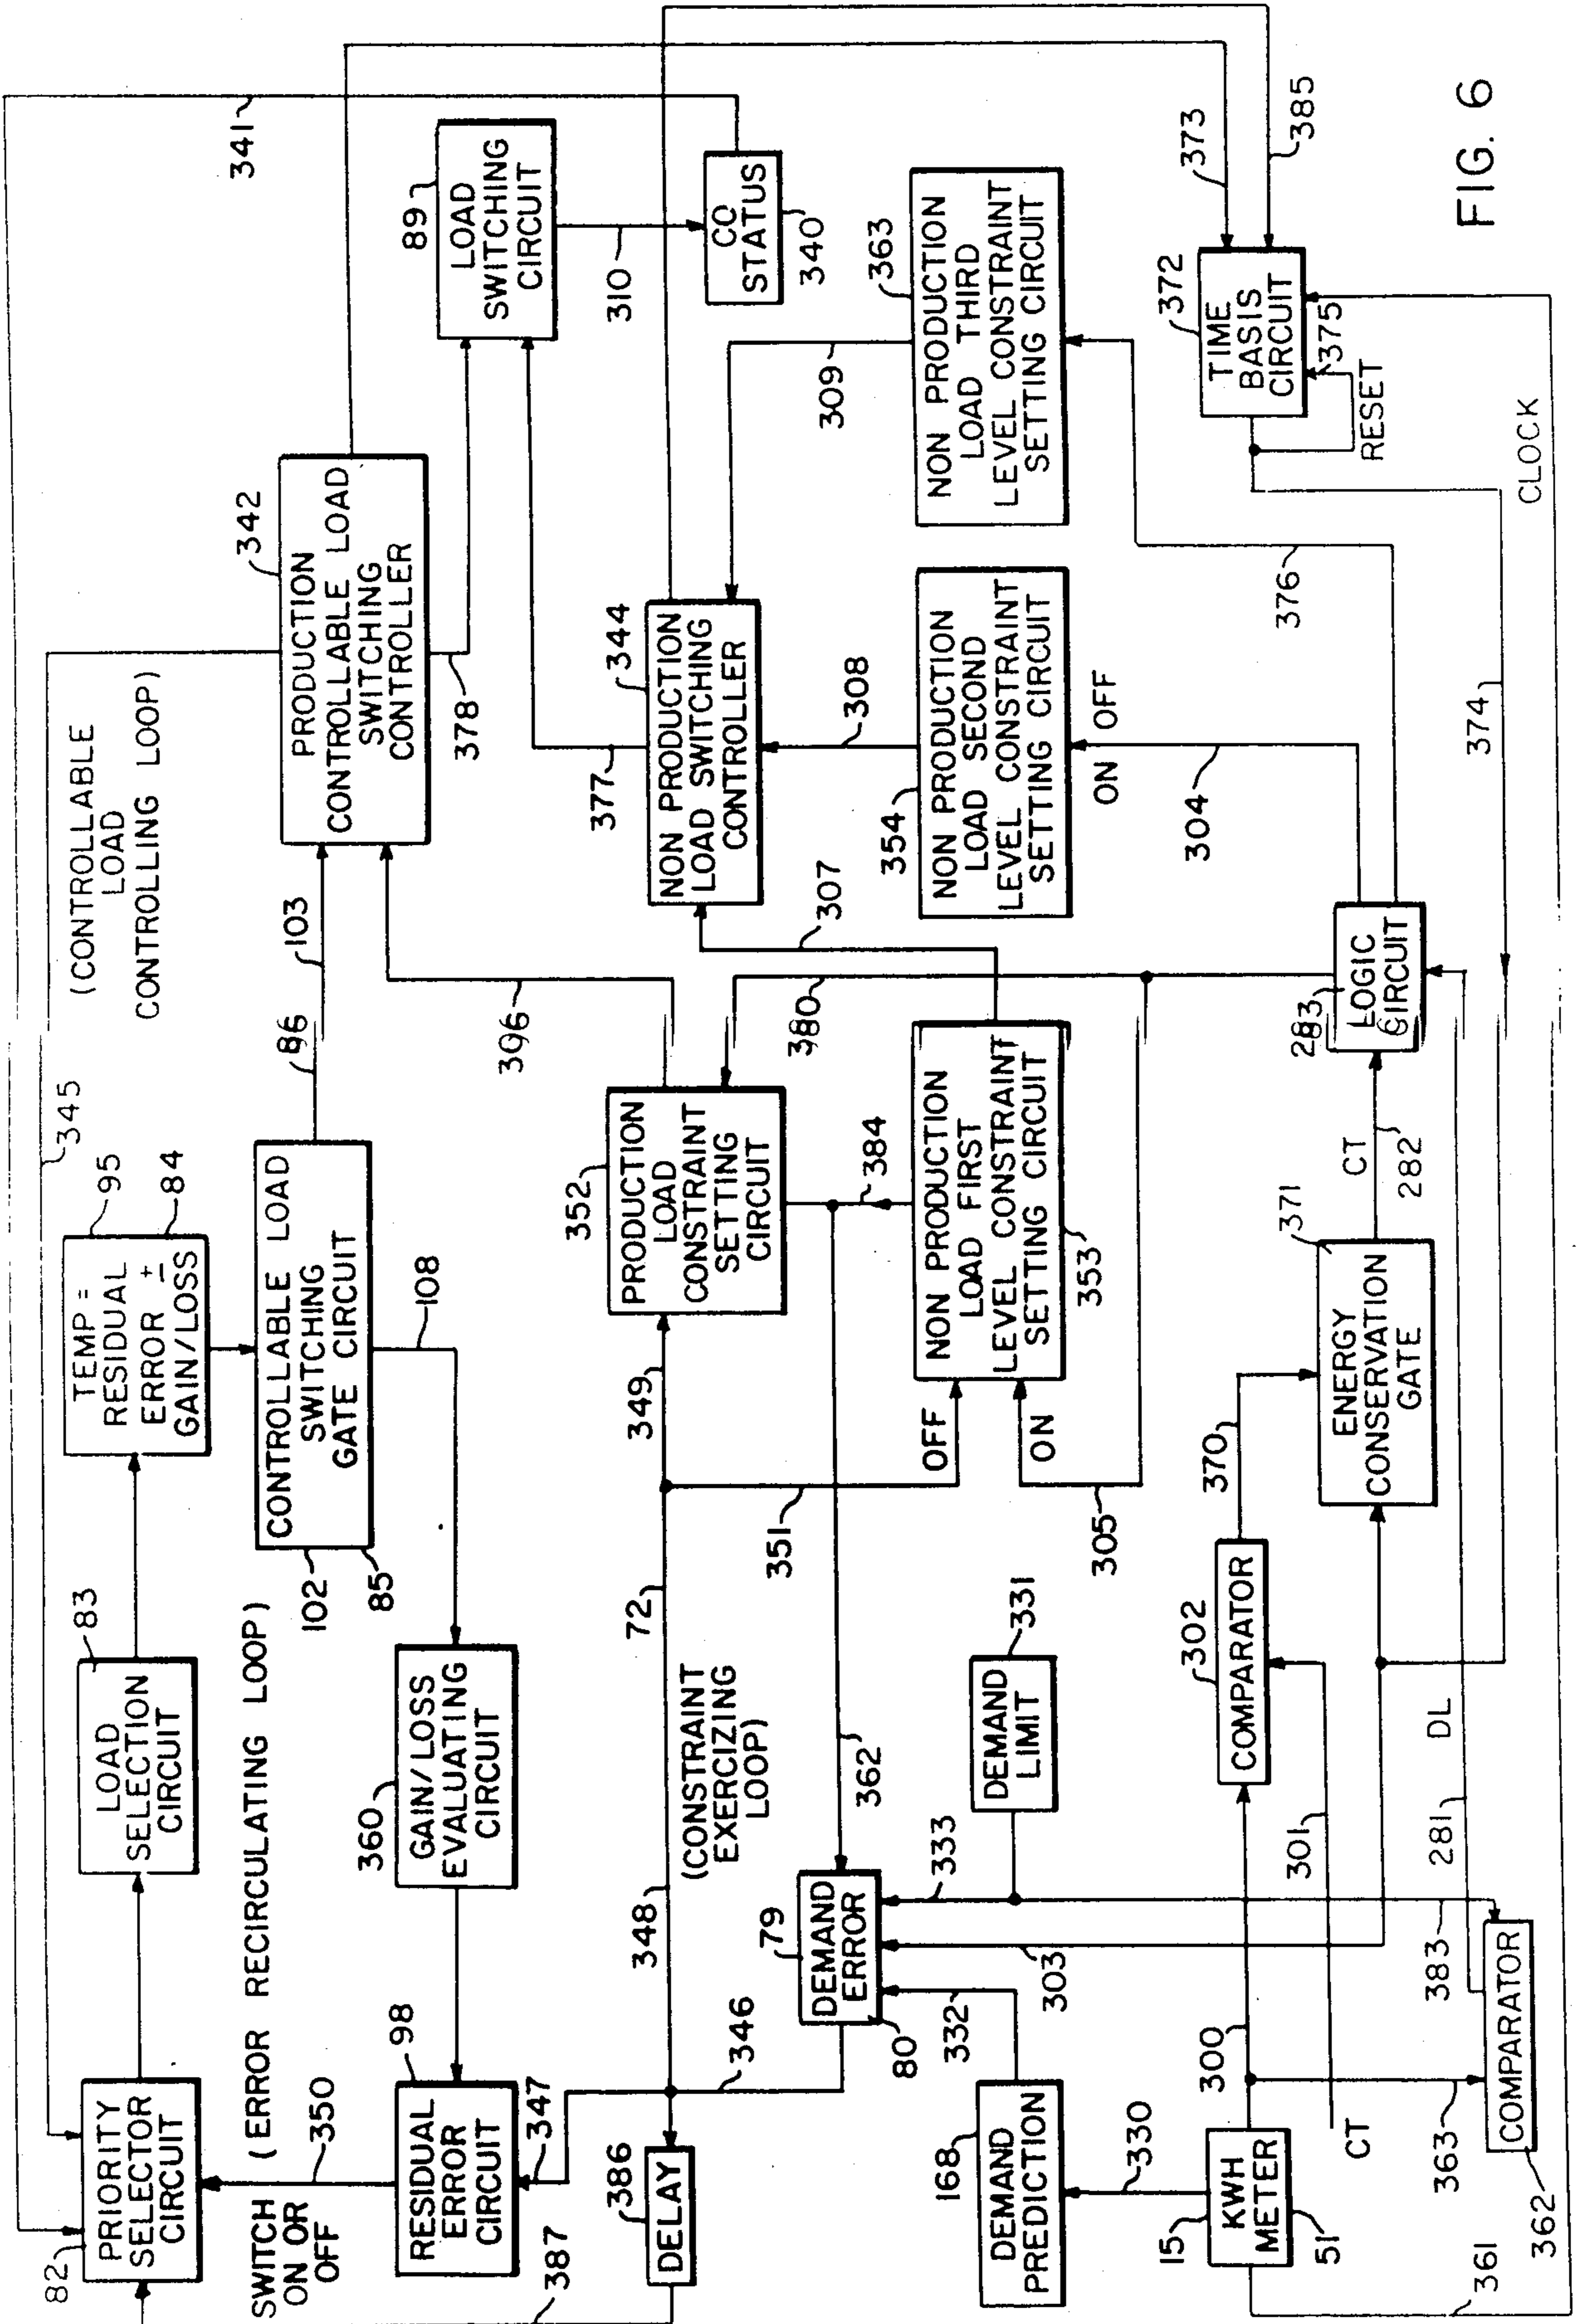 82
PRIORITY
SELECTOR
CIRCUIT
SWITCH
ON OR
OFF
350
(ERROR RECIRCULATING LOOP)
387
98
RESIDUAL
ERROR
CIRCUIT
347
386
DELAY
346
83
LOAD
SELECTION
CIRCUIT
360
GAIN/LOSS
EVALUATING
CIRCUIT
345
95
84
TEMP =
RESIDUAL
ERROR ±
GAIN/LOSS
102
85
CONTROLLABLE LOAD
SWITCHING
GATE CIRCUIT
108
86
103
(CONTROLLABLE
LOAD
CONTROLLING LOOP)
342
PRODUCTION
CONTROLLABLE LOAD
SWITCHING
CONTROLLER
378
341
89
LOAD
SWITCHING
CIRCUIT
310
CO
STATUS
340
348
72
(CONSTRAINT
EXERCIZING
LOOP)
349
351
352
PRODUCTION
LOAD
CONSTRAINT
SETTING
CIRCUIT
306
384
362
OFF
ON
305
NON PRODUCTION
LOAD FIRST
LEVEL CONSTRAINT
SETTING CIRCUIT
353
380
307
377
344
NON PRODUCTION
LOAD SWITCHING
CONTROLLER
308
309
354
NON PRODUCTION
LOAD SECOND
LEVEL CONSTRAINT
SETTING CIRCUIT
ON OFF
304
363
NON PRODUCTION
LOAD THIRD
LEVEL CONSTRAINT
SETTING CIRCUIT
376
79
DEMAND
ERROR
80
332
303
333
331
DEMAND
LIMIT
168
DEMAND
PREDICTION
330
15
KWH
METER
51
361
300
363
CT
301
302
COMPARATOR
370
371
ENERGY
CONSERVATION
GATE
CT
282
283
LOGIC
CIRCUIT
362
COMPARATOR
383
281
DL
374
372
TIME
BASIS
CIRCUIT
375
RESET
CLOCK
373
385
FIG. 6